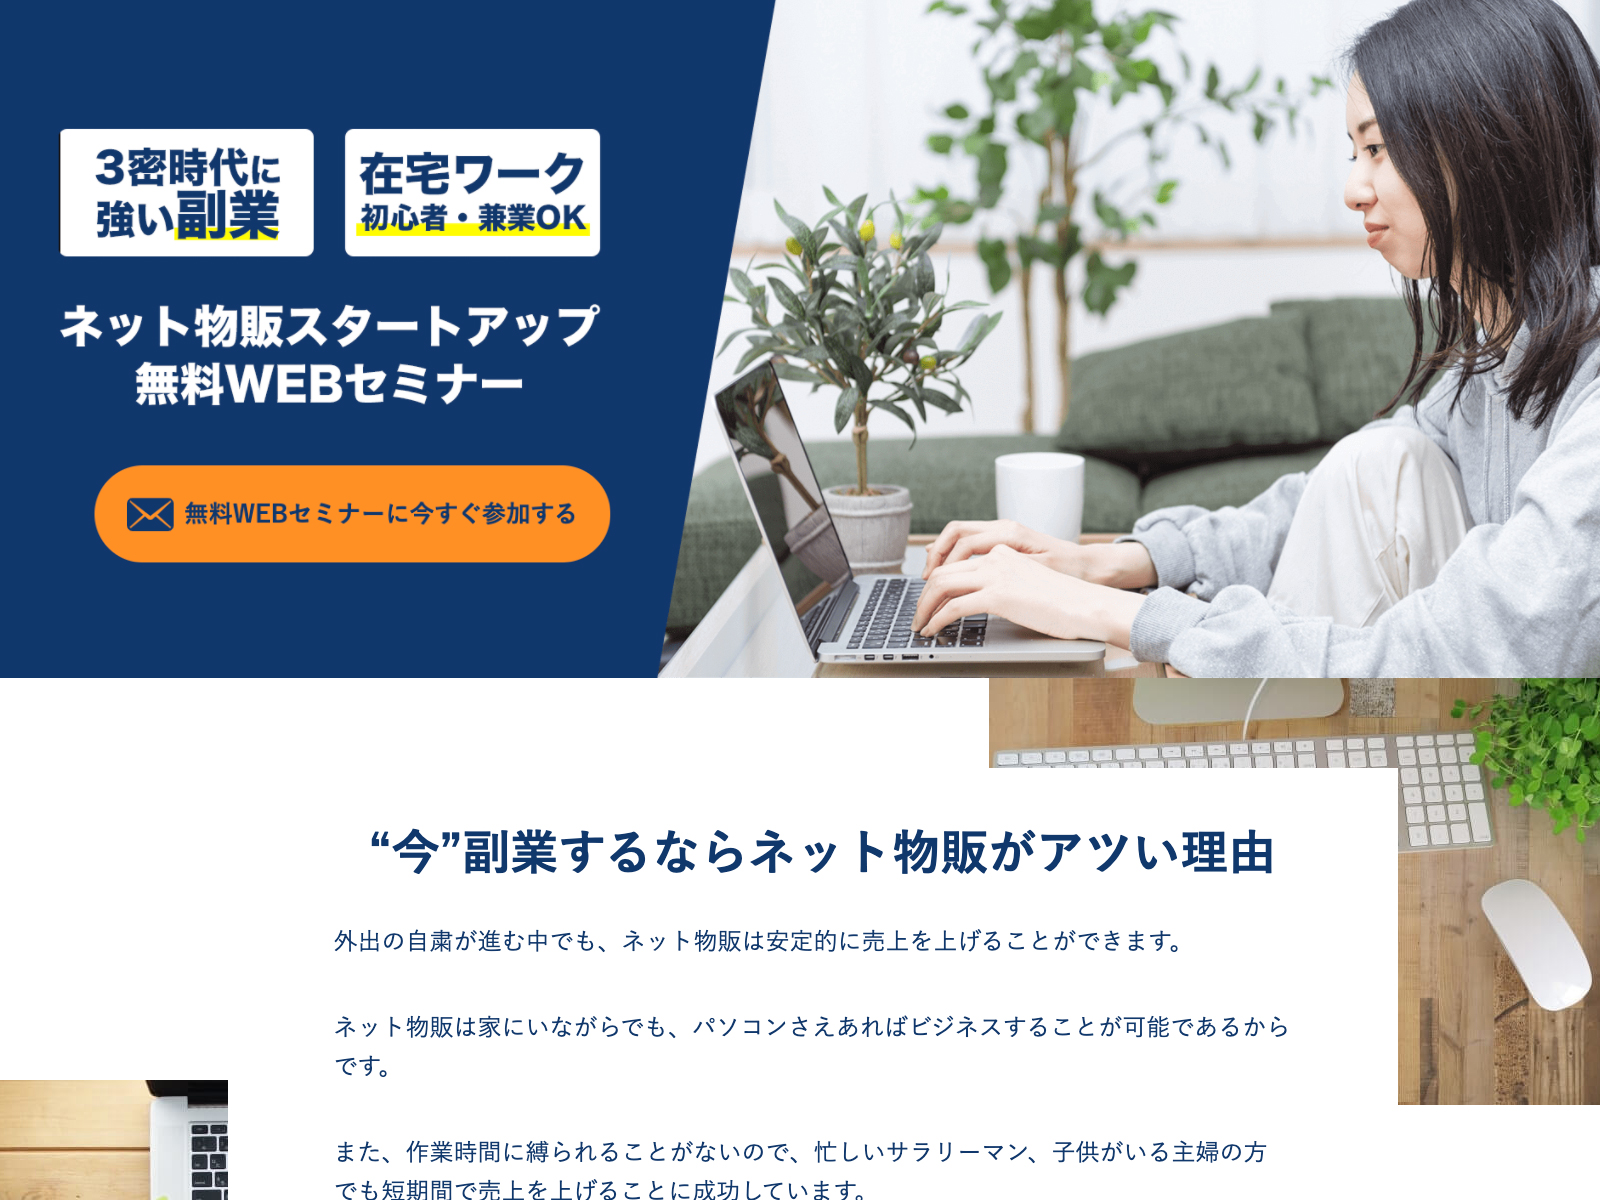 3密時代に
強い副業
在宅ワーク
初心者・兼業OK
ネット物販スタートアップ
無料WEBセミナー
無料WEBセミナーに今すぐ参加する
“今”副業するならネット物販がアツい理由
外出の自粛が進む中でも、ネット物販は安定的に売上を上げることができます。
ネット物販は家にいながらでも、パソコンさえあればビジネスすることが可能であるから
です。
また、作業時間に縛られることがないので、忙しいサラリーマン、子供がいる主婦の方
でも短期間で売上を上げることに成功しています。